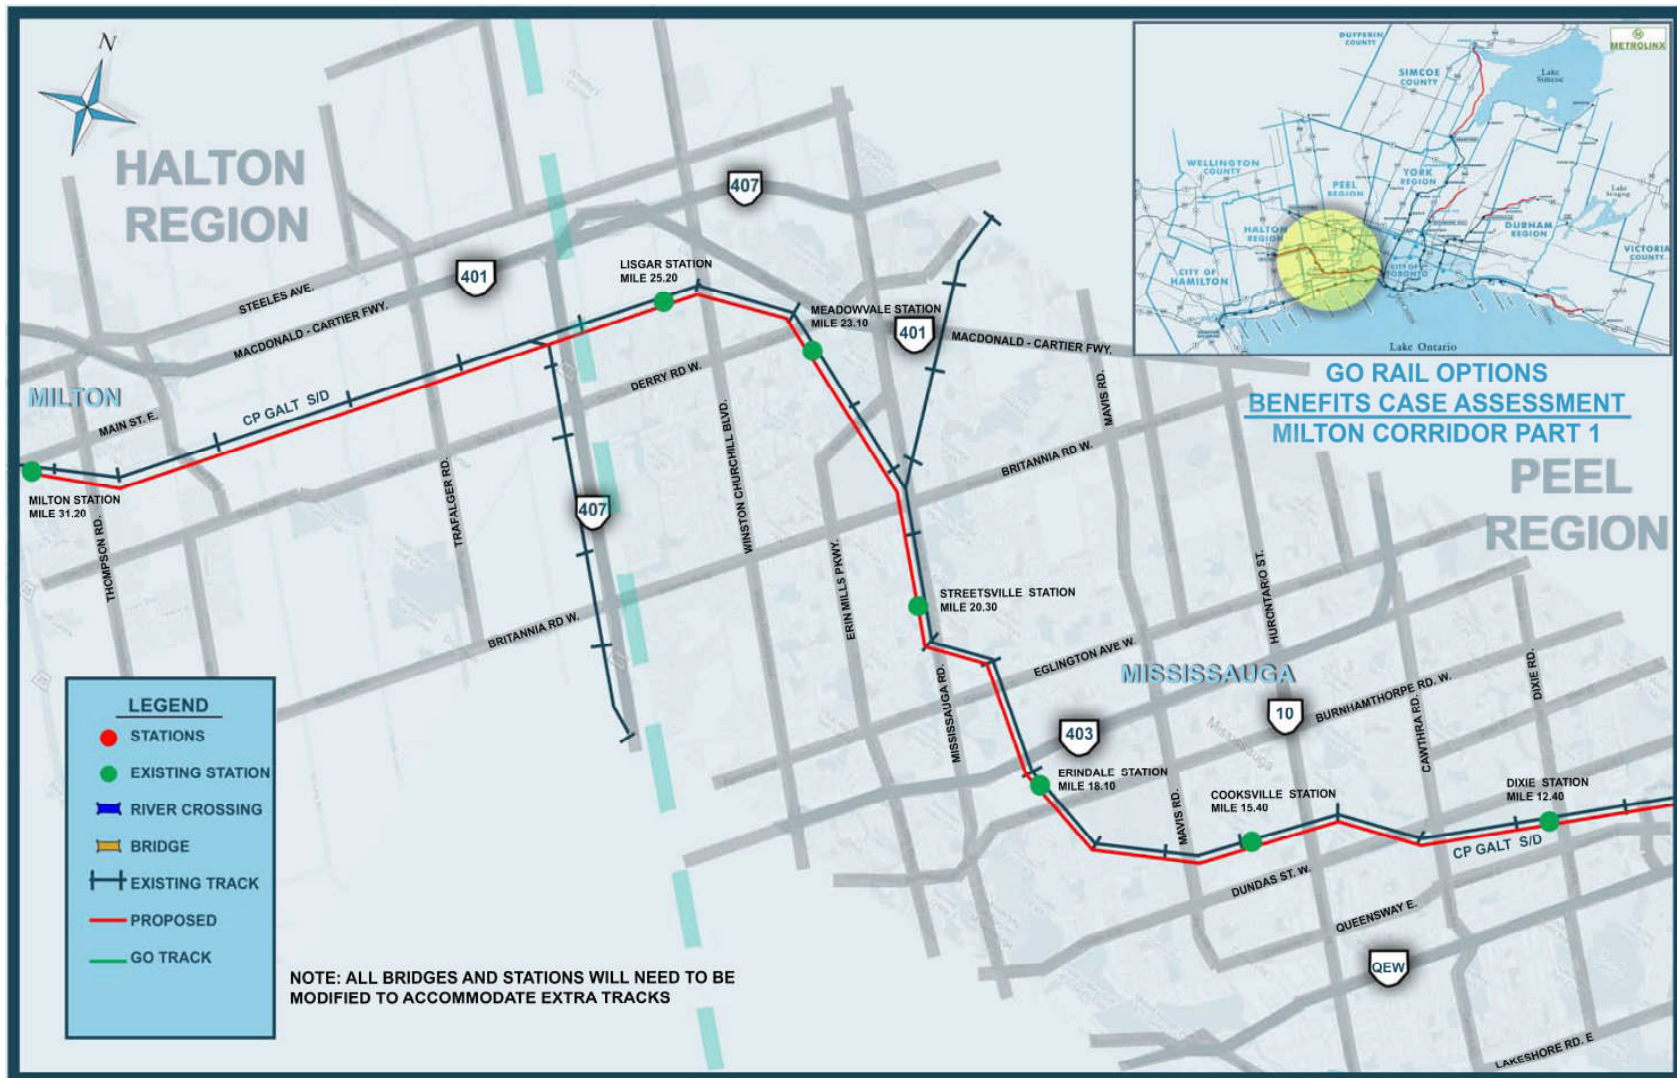 N
HALTON
REGION
MILTON
STEELES AVE.
MACDONALD - CARTIER FWY.
401
407
LISGAR STATION
MILE 25.20
MEADOWVALE STATION
MILE 23.10
401
MACDONALD - CARTIER FWY.
CP GALT S/D
MAIN ST. E.
DERRY RD W.
MILTON STATION
MILE 31.20
THOMPSON RD.
TRAFALGER RD.
407
WINSTON CHURCHILL BLVD.
ERIN MILLS PKWY.
BRITANNIA RD W.
BRITANNIA RD W.
MAVIS RD.
STREETSVILLE STATION
MILE 20.30
HURONTARIO ST.
EGLINGTON AVE W.
MISSISSAUGA
MISSISSAUGA RD.
403
10
BURNHAMTHORPE RD. W.
Mississauga
CAWTHRA RD.
DIXIE RD.
ERINDALE STATION
MILE 18.10
MAVIS RD.
COOKSVILLE STATION
MILE 15.40
DIXIE STATION
MILE 12.40
CP GALT S/D
DUNDAS ST. W.
QUEENSWAY E.
QEW
LAKESHORE RD. E
DUFFERIN
COUNTY
METROLINX
SIMCOE
COUNTY
Lake
Simcoe
WELLINGTON
COUNTY
PEEL
REGION
YORK
REGION
HALTON
REGION
DURHAM
REGION
VICTORIA
COUNTY
CITY OF
HAMILTON
CITY OF
TORONTO
Lake Ontario
GO RAIL OPTIONS
BENEFITS CASE ASSESSMENT
MILTON CORRIDOR PART 1
PEEL
REGION
LEGEND
STATIONS
EXISTING STATION
RIVER CROSSING
BRIDGE
EXISTING TRACK
PROPOSED
GO TRACK
NOTE: ALL BRIDGES AND STATIONS WILL NEED TO BE
MODIFIED TO ACCOMMODATE EXTRA TRACKS